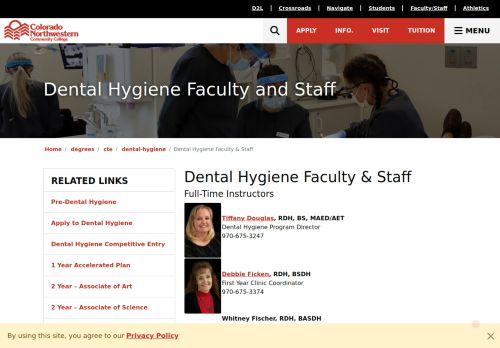 D2L | Crossroads | Navigate | Students | Faculty/Staff | Athletics
Colorado
Northwestern
Community College
APPLY INFO. VISIT TUITION MENU
Dental Hygiene Faculty and Staff
Home / degrees / cte / dental-hygiene / Dental Hygiene Faculty & Staff
RELATED LINKS
Pre-Dental Hygiene
Apply to Dental Hygiene
Dental Hygiene Competitive Entry
1 Year Accelerated Plan
2 Year – Associate of Art
2 Year – Associate of Science
Dental Hygiene Faculty & Staff
Full-Time Instructors
Tiffany Douglas, RDH, BS, MAED/AET
Dental Hygiene Program Director
970-675-3247
Debbie Ficken, RDH, BSDH
First Year Clinic Coordinator
970-675-3374
Whitney Fischer, RDH, BASDH
By using this site, you agree to our Privacy Policy